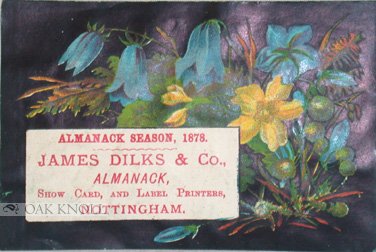 ALMANACK SEASON, 1878.
JAMES DILKS & Co.,
ALMANACK,
SHOW CARD, AND LABEL PRINTERS,
NOTTINGHAM.
OAK KNOLL